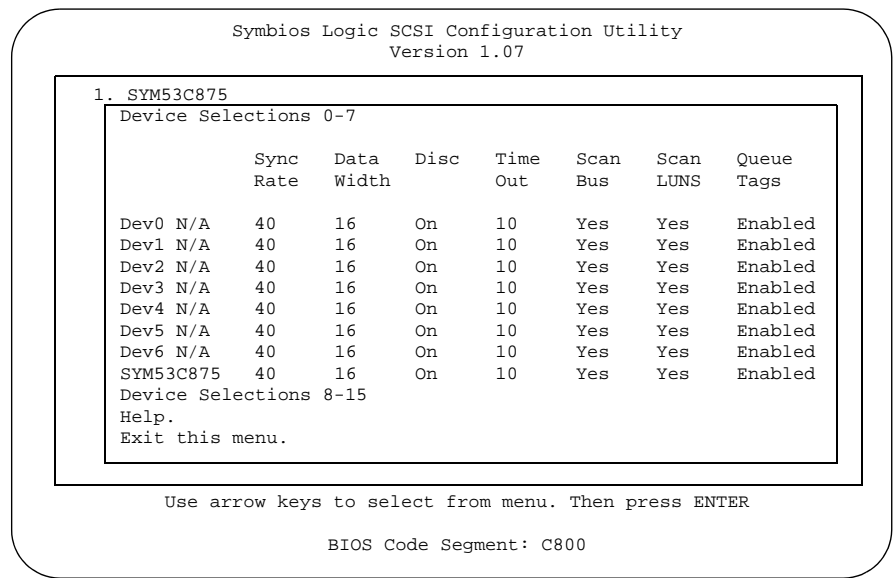 Symbios Logic SCSI Configuration Utility
Version 1.07
1. SYM53C875
Device Selections 0-7
Sync Data Disc Time Scan Scan Queue
Rate Width Out Bus LUNS Tags
Dev0 N/A 40 16 On 10 Yes Yes Enabled
Dev1 N/A 40 16 On 10 Yes Yes Enabled
Dev2 N/A 40 16 On 10 Yes Yes Enabled
Dev3 N/A 40 16 On 10 Yes Yes Enabled
Dev4 N/A 40 16 On 10 Yes Yes Enabled
Dev5 N/A 40 16 On 10 Yes Yes Enabled
Dev6 N/A 40 16 On 10 Yes Yes Enabled
SYM53C875 40 16 On 10 Yes Yes Enabled
Device Selections 8-15
Help.
Exit this menu.
Use arrow keys to select from menu. Then press ENTER
BIOS Code Segment: C800